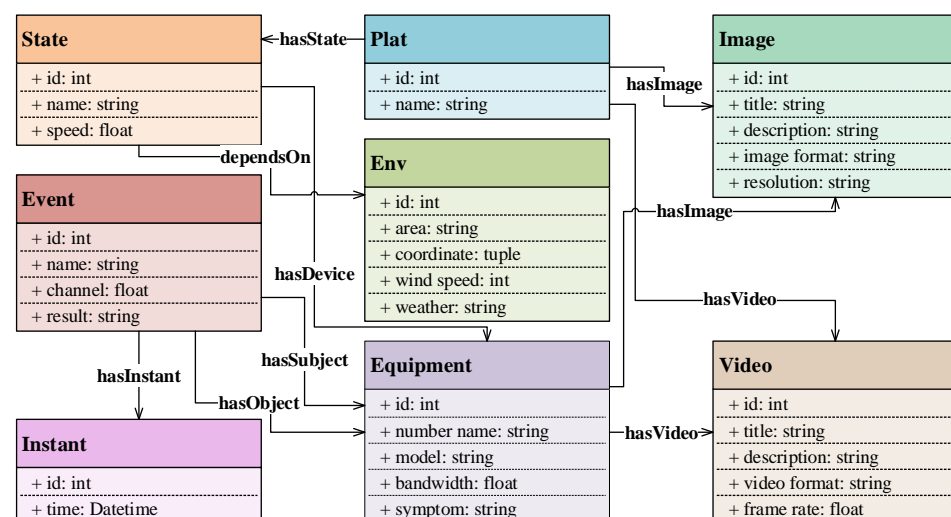 State
+ id: int
+ name: string
+ speed: float
hasState
Plat
+ id: int
+ name: string
hasImage
Image
+ id: int
+ title: string
+ description: string
+ image format: string
+ resolution: string
dependsOn
Env
+ id: int
+ area: string
+ coordinate: tuple
+ wind speed: int
+ weather: string
hasImage
Event
+ id: int
+ name: string
+ channel: float
+ result: string
hasDevice
hasVideo
hasSubject
hasInstant
hasObject
Equipment
+ id: int
+ number name: string
+ model: string
+ bandwidth: float
+ symptom: string
hasVideo
Video
+ id: int
+ title: string
+ description: string
+ video format: string
+ frame rate: float
Instant
+ id: int
+ time: Datetime